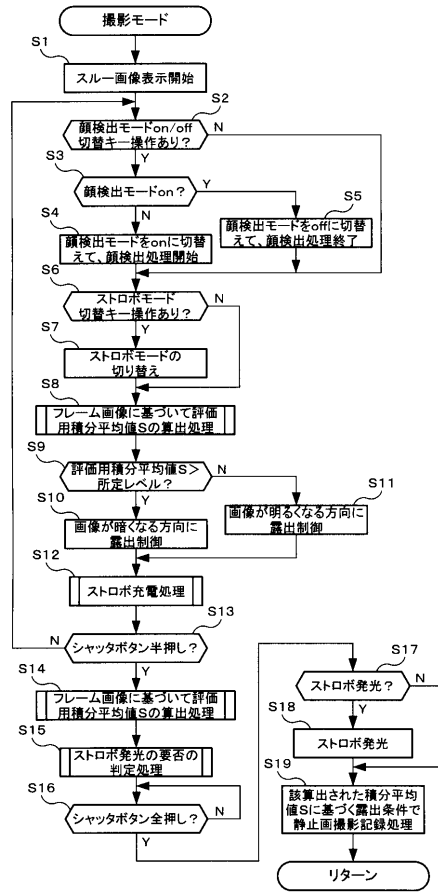 撮影モード
S1
スルー画像表示開始
S2
顔検出モードon/off
切替キー操作あり？
N
Y
S3
顔検出モードon？
Y
N
S4
顔検出モードをonに切替
えて、顔検出処理開始
S5
顔検出モードをoffに切替
えて、顔検出処理終了
S6
ストロボモード
切替キー操作あり？
N
Y
S7
ストロボモードの
切り替え
S8
フレーム画像に基づいて評価
用積分平均値Sの算出処理
S9
評価用積分平均値S＞
所定レベル？
N
Y
S10
画像が暗くなる方向に
露出制御
S11
画像が明るくなる方向に
露出制御
S12
ストロボ充電処理
S13
シャッタボタン半押し？
N
Y
S14
フレーム画像に基づいて評価
用積分平均値Sの算出処理
S15
ストロボ発光の要否の
判定処理
S16
シャッタボタン全押し？
N
Y
S17
ストロボ発光？
N
Y
S18
ストロボ発光
S19
該算出された積分平均
値Sに基づく露出条件で
静止画撮影記録処理
リターン